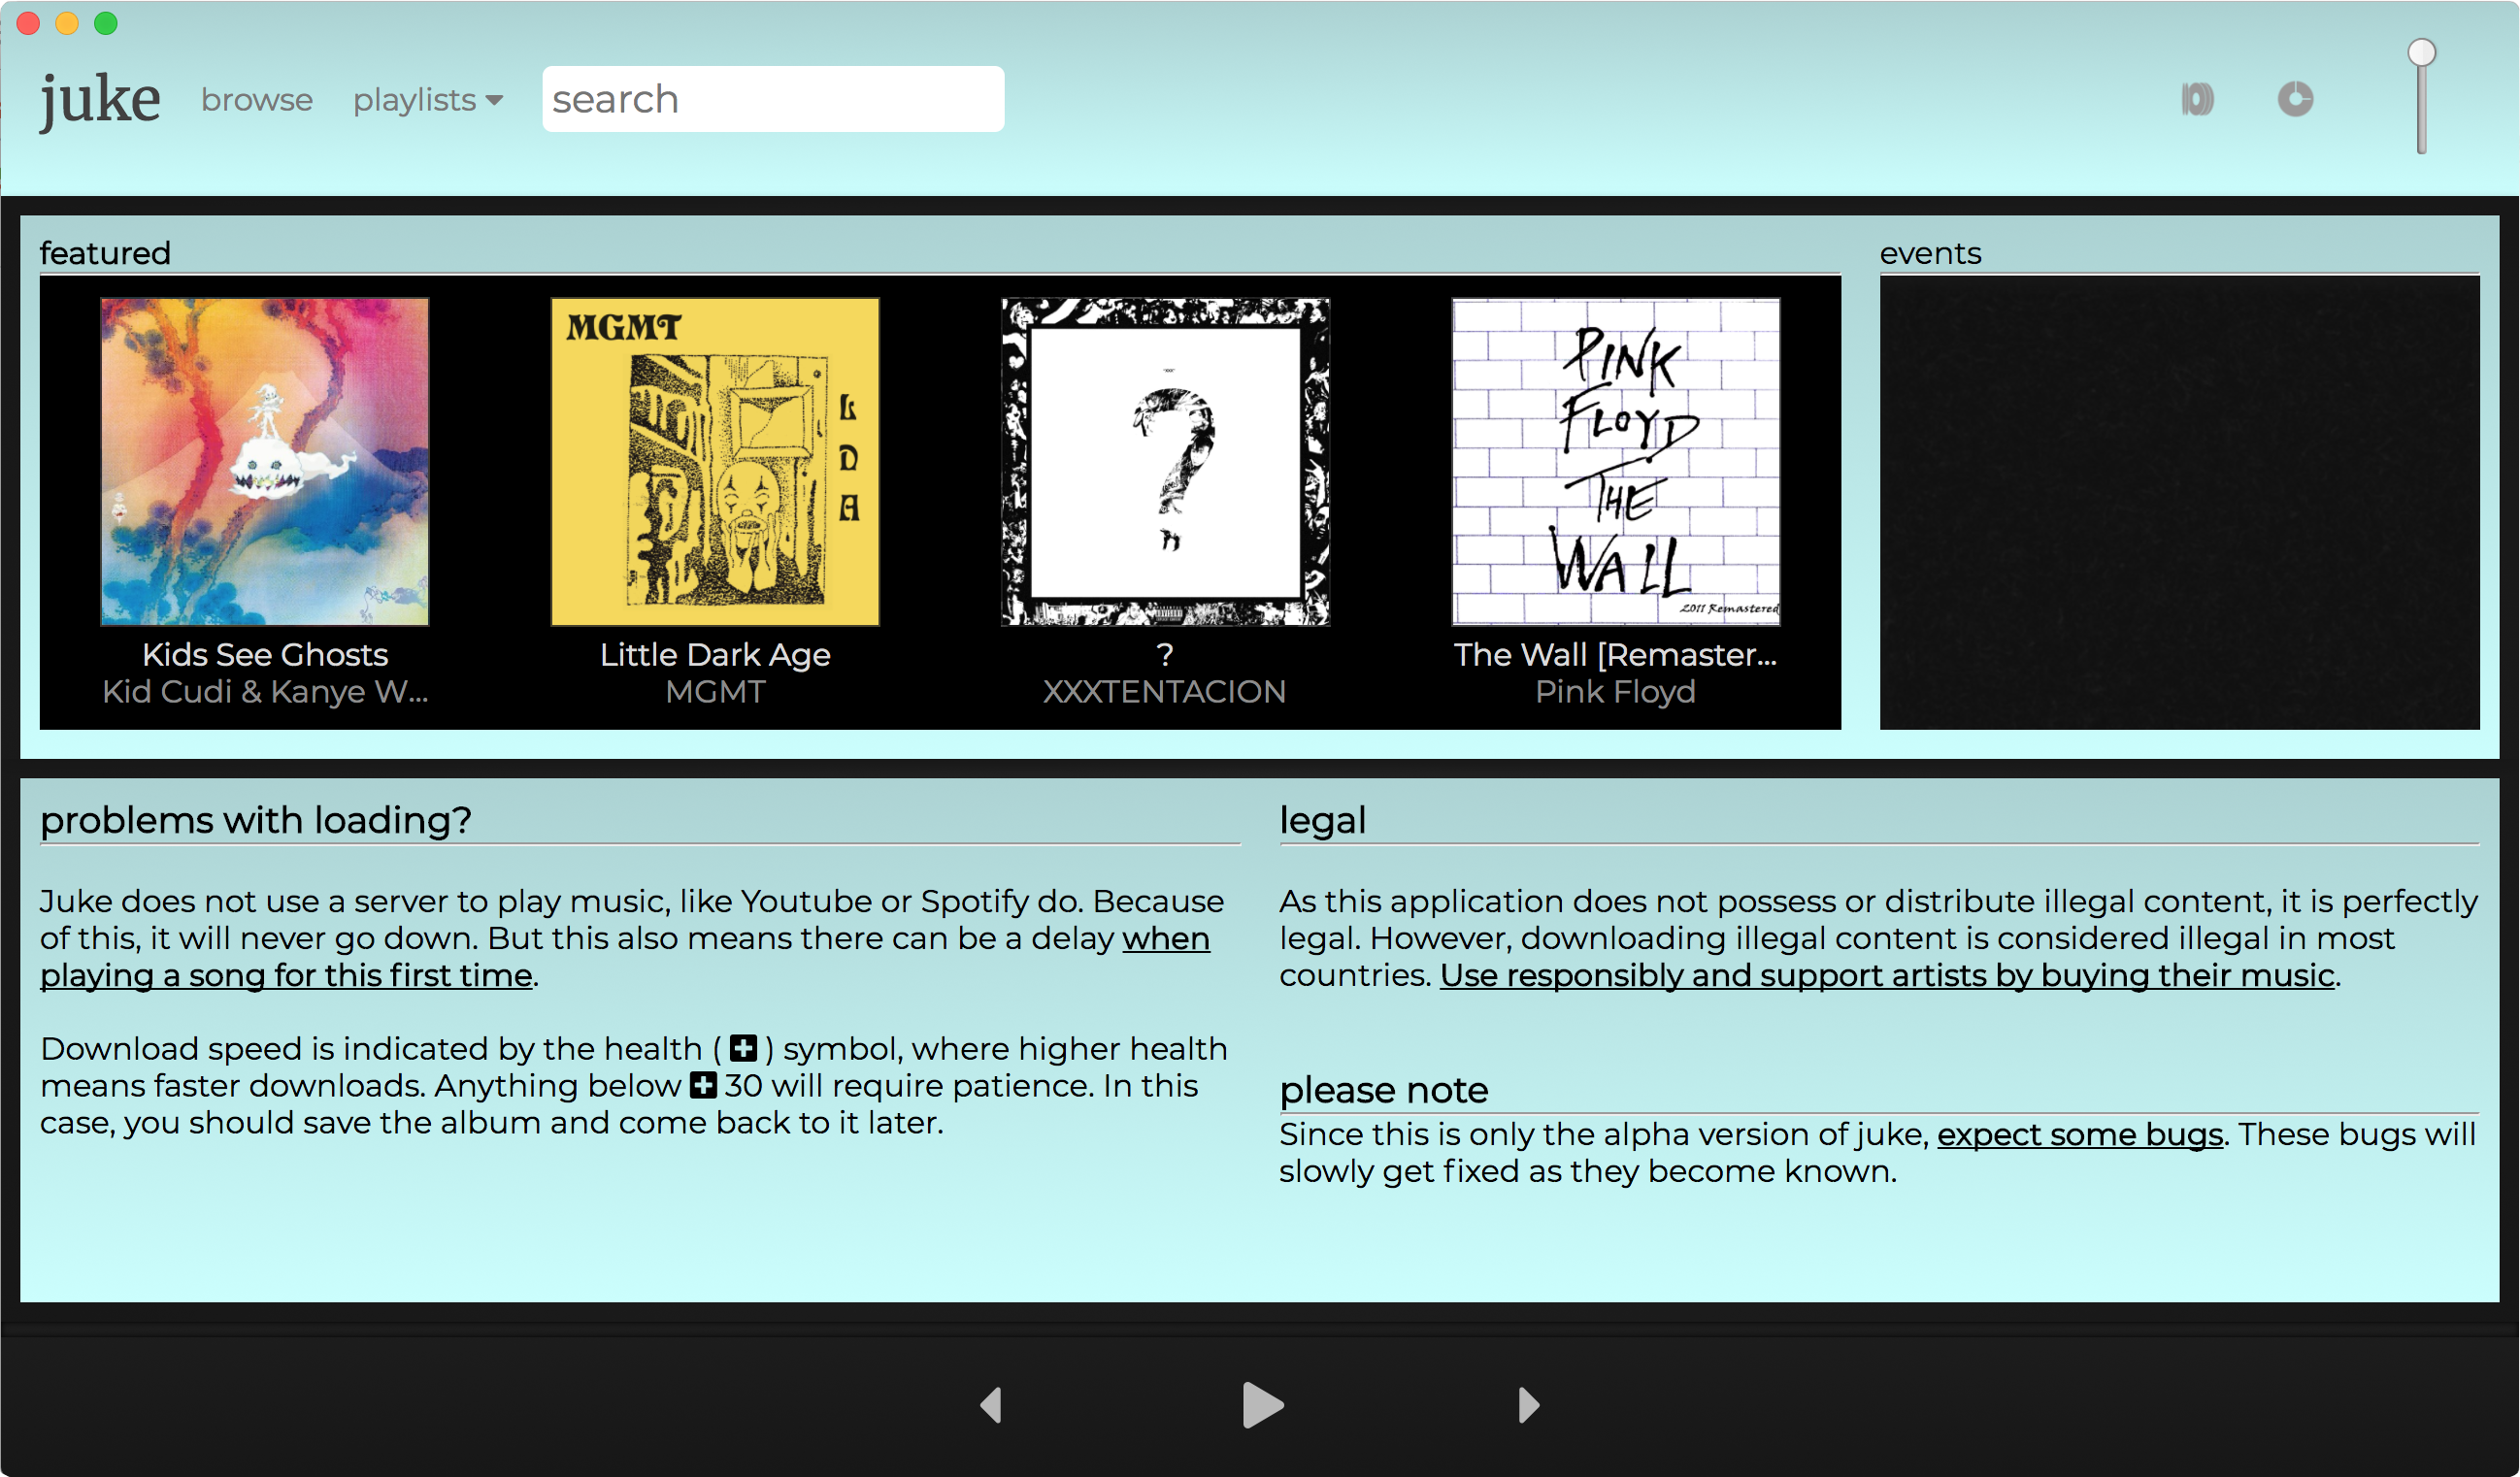 juke browse playlists search
featured
events
MGMT
L
D
A
?
PINK
FLOYD
THE
WALL
2011 Remastered
Kids See Ghosts
Kid Cudi & Kanye W...
Little Dark Age
MGMT
?
XXXTENTACION
The Wall [Remaster...
Pink Floyd
problems with loading?
Juke does not use a server to play music, like Youtube or Spotify do. Because
of this, it will never go down. But this also means there can be a delay when
playing a song for this first time.
Download speed is indicated by the health ( ) symbol, where higher health
means faster downloads. Anything below 30 will require patience. In this
case, you should save the album and come back to it later.
legal
As this application does not possess or distribute illegal content, it is perfectly
legal. However, downloading illegal content is considered illegal in most
countries. Use responsibly and support artists by buying their music.
please note
Since this is only the alpha version of juke, expect some bugs. These bugs will
slowly get fixed as they become known.